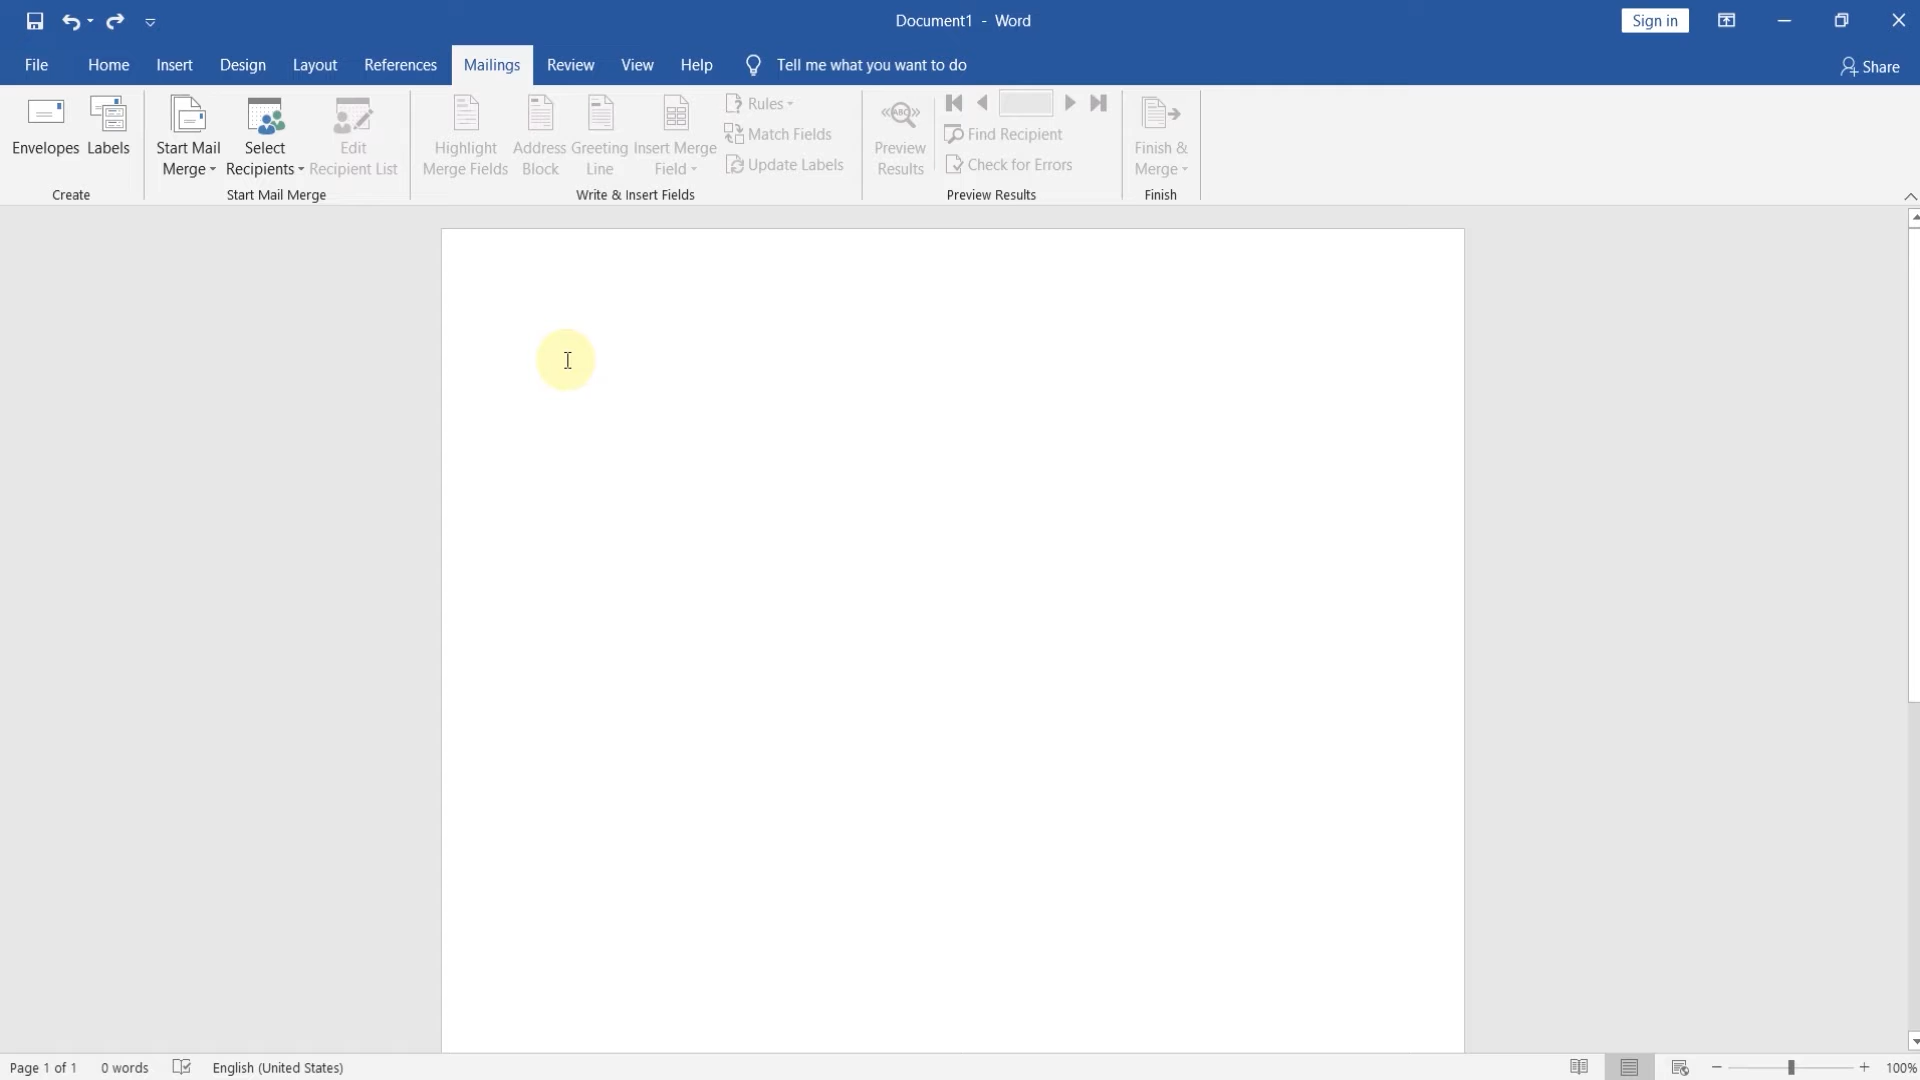 Document1 - Word
Sign in
File Home Insert Design Layout References Mailings Review View Help Tell me what you want to do
Share
Envelopes
Labels
Create
Start Mail
Merge
Select
Recipients
Edit
Recipient List
Start Mail Merge
Highlight
Merge Fields
Address
Block
Greeting
Line
Insert Merge
Field
Rules
Match Fields
Update Labels
Write & Insert Fields
ABC
Preview
Results
Find Recipient
Check for Errors
Preview Results
Finish &
Merge
Finish
Page 1 of 1 0 words English (United States) 100%